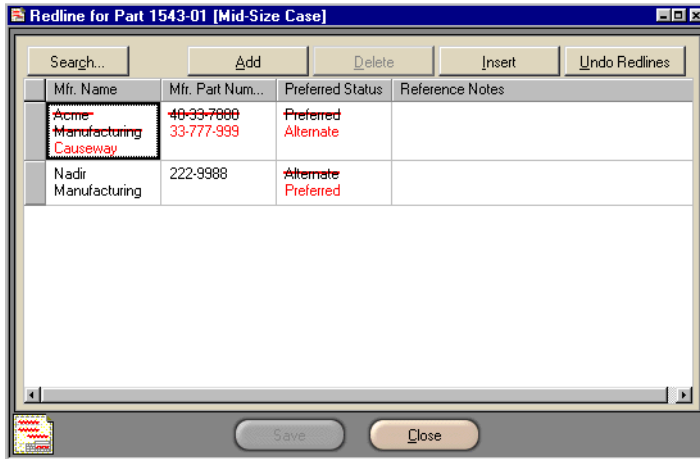 Redline for Part 1543-01 [Mid-Size Case]
Search... Add Delete Insert Undo Redlines
Mfr. Name Mfr. Part Num... Preferred Status Reference Notes
Acme 40-33-7888 Preferred
Manufacturing 33-777-999 Alternate
Causeway
Nadir 222-9988 Alternate
Manufacturing Preferred
Save Close